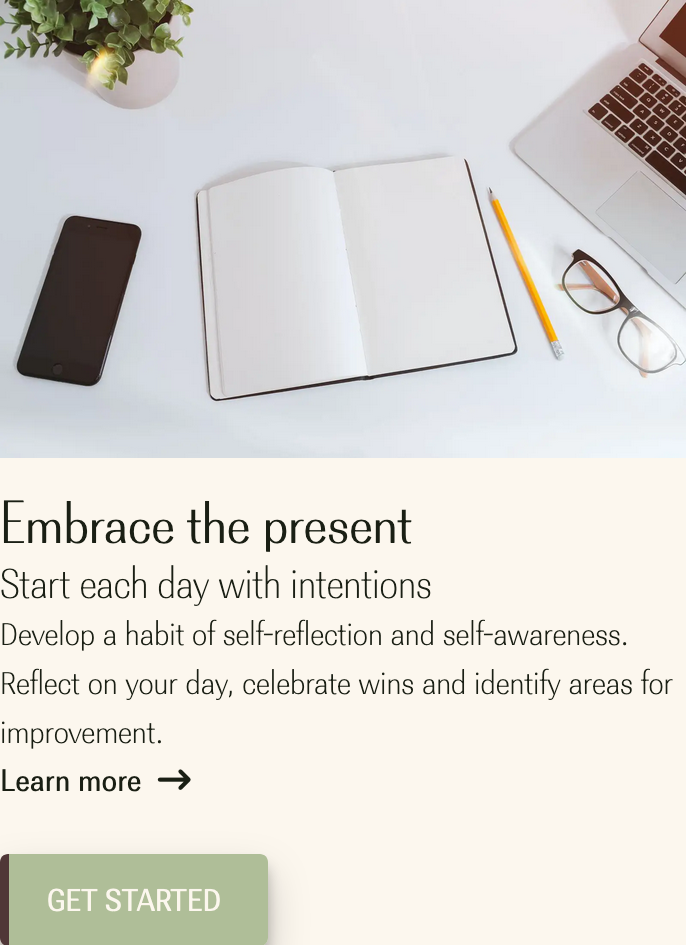 Embrace the present
Start each day with intentions
Develop a habit of self-reflection and self-awareness.
Reflect on your day, celebrate wins and identify areas for
improvement.
Learn more →
GET STARTED